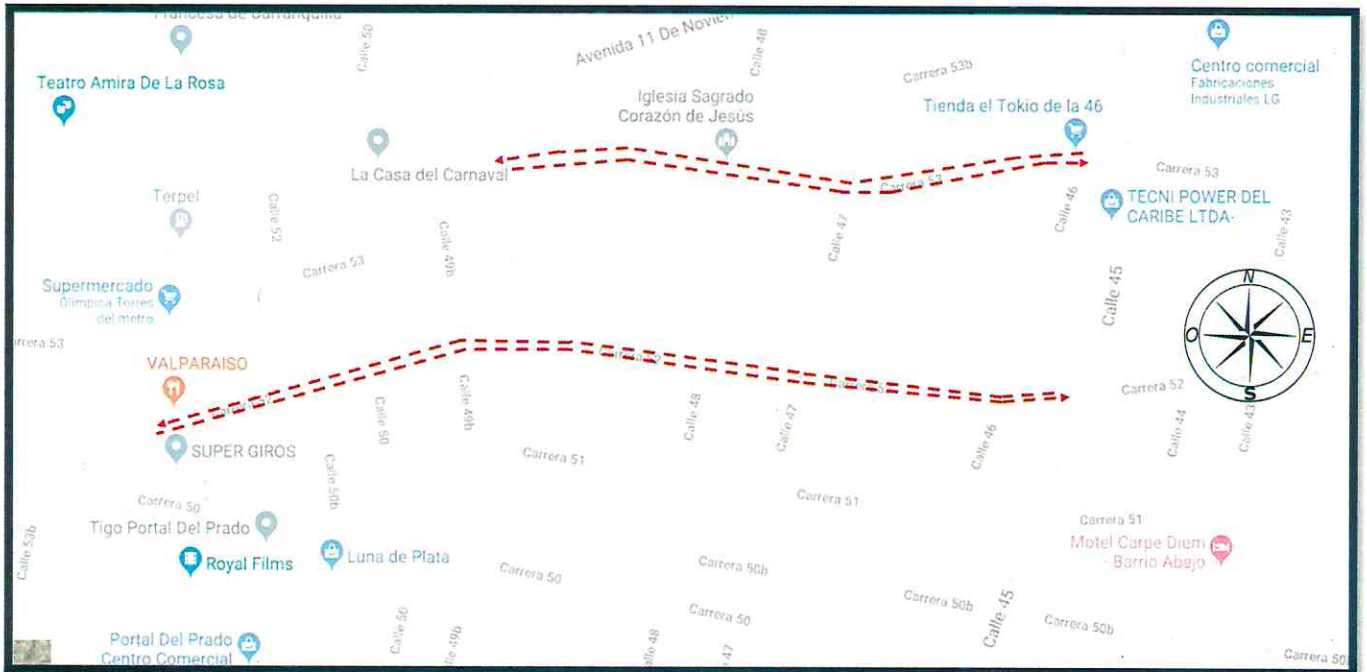 Francesa de Barranquilla
Calle 50
Avenida 11 De Noviem
Calle 48
Carrera 53b
Centro comercial
Fabricaciones
Industriales LG
Teatro Amira De La Rosa
Iglesia Sagrado
Corazón de Jesús
Tienda el Tokio de la 46
La Casa del Carnaval
Carrera 53
Carrera 53
TECNI POWER DEL
CARIBE LTDA-
Terpel
Calle 52
Calle 49b
Calle 47
Calle 46
Calle 43
Carrera 53
Supermercado
Olímpica Torres
del metro
Calle 45
N
O
E
S
arrera 53
VALPARAISO
Carrera 52
Carrera 52
SUPER GIROS
Calle 50
Calle 49b
Calle 48
Calle 47
Calle 46
Calle 44
Calle 43
Carrera 51
Calle 50b
Carrera 51
Carrera 51
Carrera 50
Tigo Portal Del Prado
Calle 53b
Royal Films
Luna de Plata
Motel Carpe Diem
- Barrio Abajo
Carrera 50
Carrera 50b
Carrera 50b
Calle 45
Carrera 50
Carrera 50b
Portal Del Prado
Centro Comercial
Calle 50
lle 49b
lle 48
47
Carrera 50